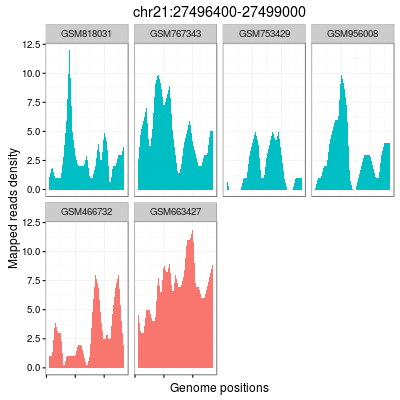 chr21:27496400-27499000
GSM818031 GSM767343 GSM753429 GSM956008
12.5
10.0
7.5
5.0
2.5
0.0
Mapped reads density
GSM466732 GSM663427
12.5
10.0
7.5
5.0
2.5
0.0
Genome positions